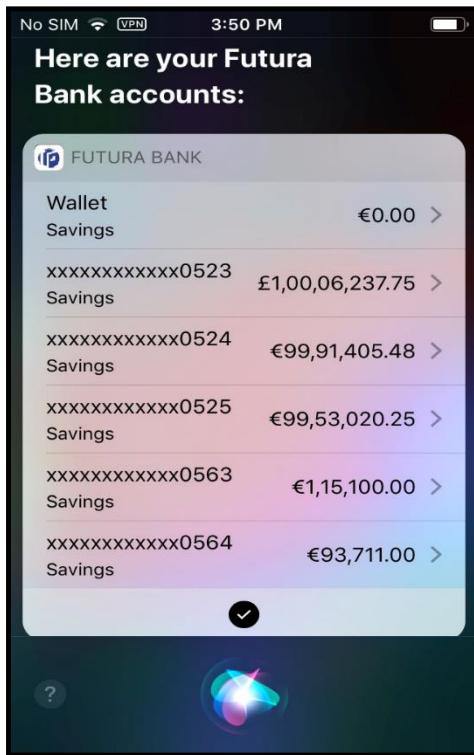 No SIM VPN 3:50 PM
Here are your Futura
Bank accounts:
FUTURA BANK
Wallet
Savings
€0.00
xxxxxxxxxxxx0523
Savings
£1,00,06,237.75
xxxxxxxxxxxx0524
Savings
€99,91,405.48
xxxxxxxxxxxx0525
Savings
€99,53,020.25
xxxxxxxxxxxx0563
Savings
€1,15,100.00
xxxxxxxxxxxx0564
Savings
€93,711.00
?